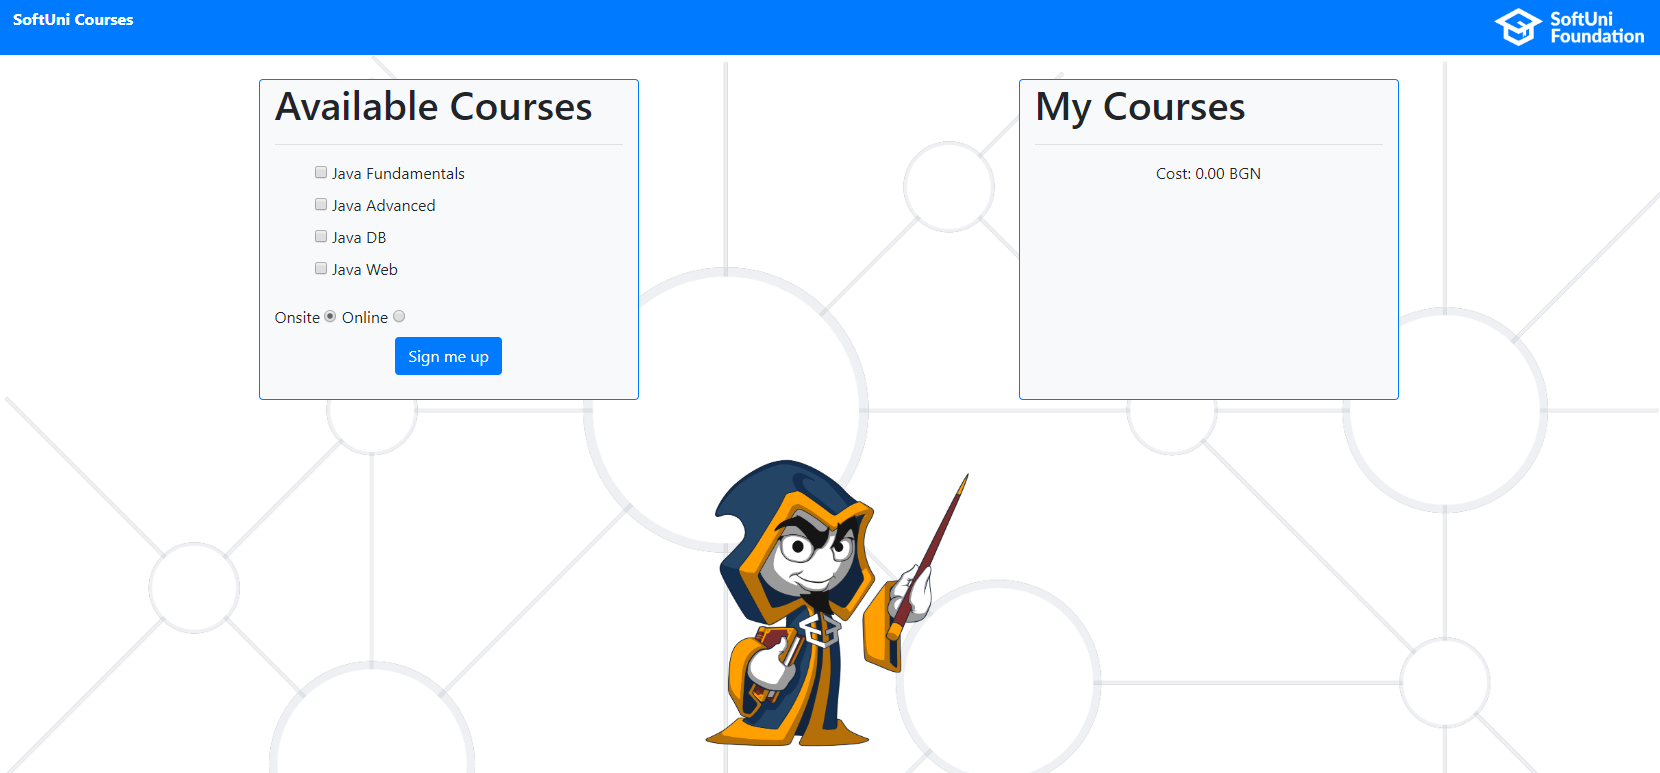 SoftUni Courses
SoftUni
Foundation
Available Courses
Java Fundamentals
Java Advanced
Java DB
Java Web
Onsite Online
Sign me up
My Courses
Cost: 0.00 BGN